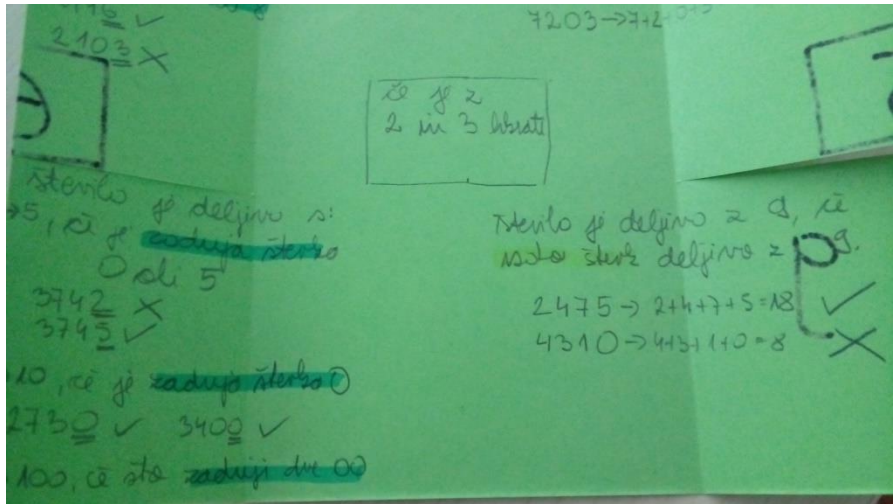 2103 X
7203→7+2+0+3
če je z
2 in 3 hkrati
število je deljivo s:
→5, če je zadnja števka
0 ali 5
3742 X
3745 ✓
10, če je zadnja števka 0
2730 ✓ 3400 ✓
100, če sta zadnji dve 00
število je deljivo z 9, če
vsota števk deljiva z 9.
2475→2+4+7+5=18 ✓
4310→4+3+1+0=8 X